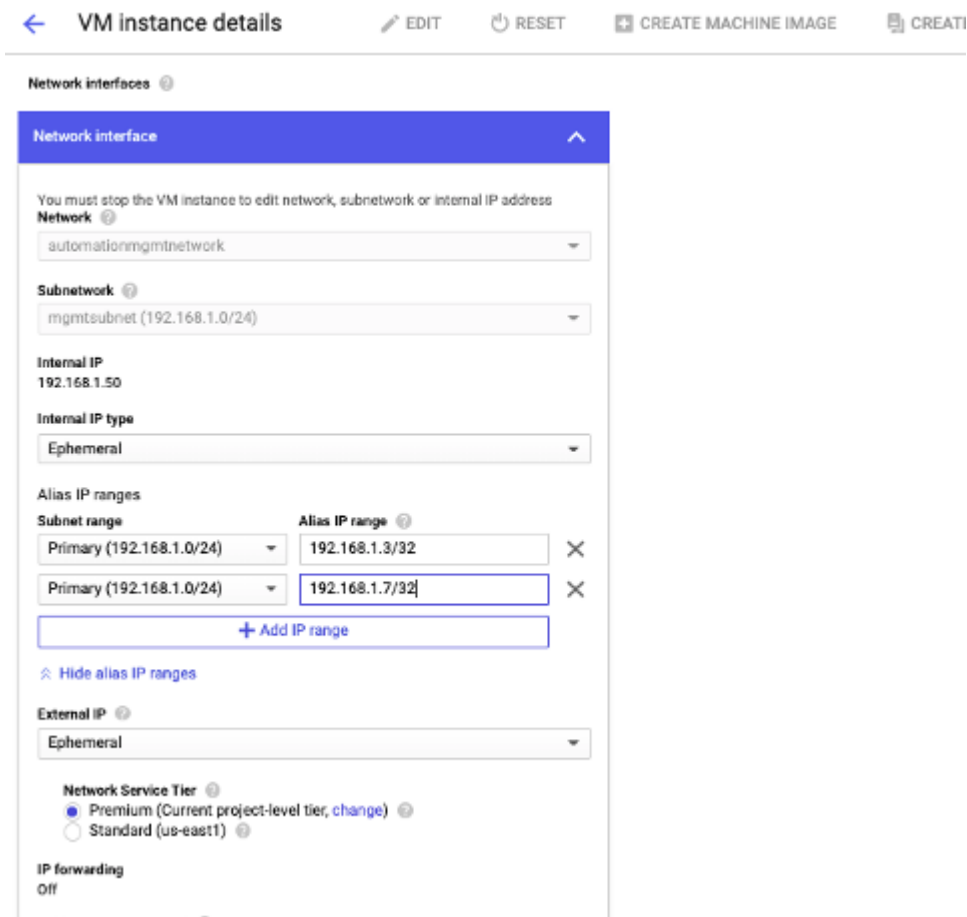 VM instance details EDIT RESET CREATE MACHINE IMAGE CREATE
Network interfaces
Network interface
You must stop the VM instance to edit network, subnetwork or internal IP address
Network
automationmgmtnetwork
Subnetwork
mgmtsubnet (192.168.1.0/24)
Internal IP
192.168.1.50
Internal IP type
Ephemeral
Alias IP ranges
Subnet range Alias IP range
Primary (192.168.1.0/24) 192.168.1.3/32
Primary (192.168.1.0/24) 192.168.1.7/32
+ Add IP range
Hide alias IP ranges
External IP
Ephemeral
Network Service Tier
Premium (Current project-level tier, change)
Standard (us-east1)
IP forwarding
Off